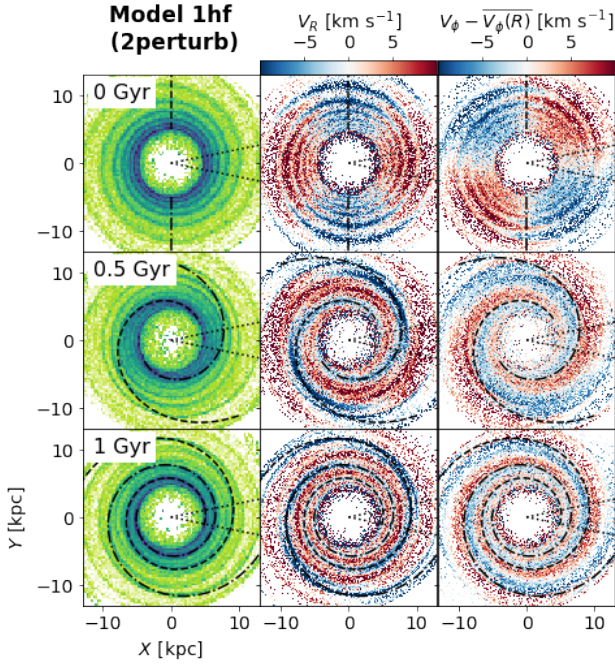 Model 1hf
(2perturb)
V_R [km s⁻¹]
−5 0 5
V_ϕ − \overline{V_ϕ(R)} [km s⁻¹]
−5 0 5
0 Gyr
10
0
−10
0.5 Gyr
10
0
−10
1 Gyr
10
0
−10
Y [kpc]
−10 0 10
−10 0 10
−10 0 10
X [kpc]